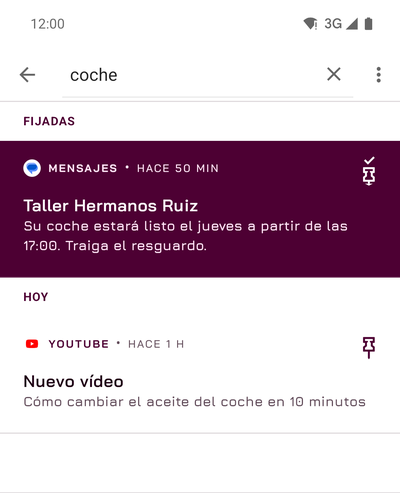 12:00
3G
coche
FIJADAS
MENSAJES • HACE 50 MIN
Taller Hermanos Ruiz
Su coche estará listo el jueves a partir de las
17:00. Traiga el resguardo.
HOY
YOUTUBE • HACE 1 H
Nuevo vídeo
Cómo cambiar el aceite del coche en 10 minutos